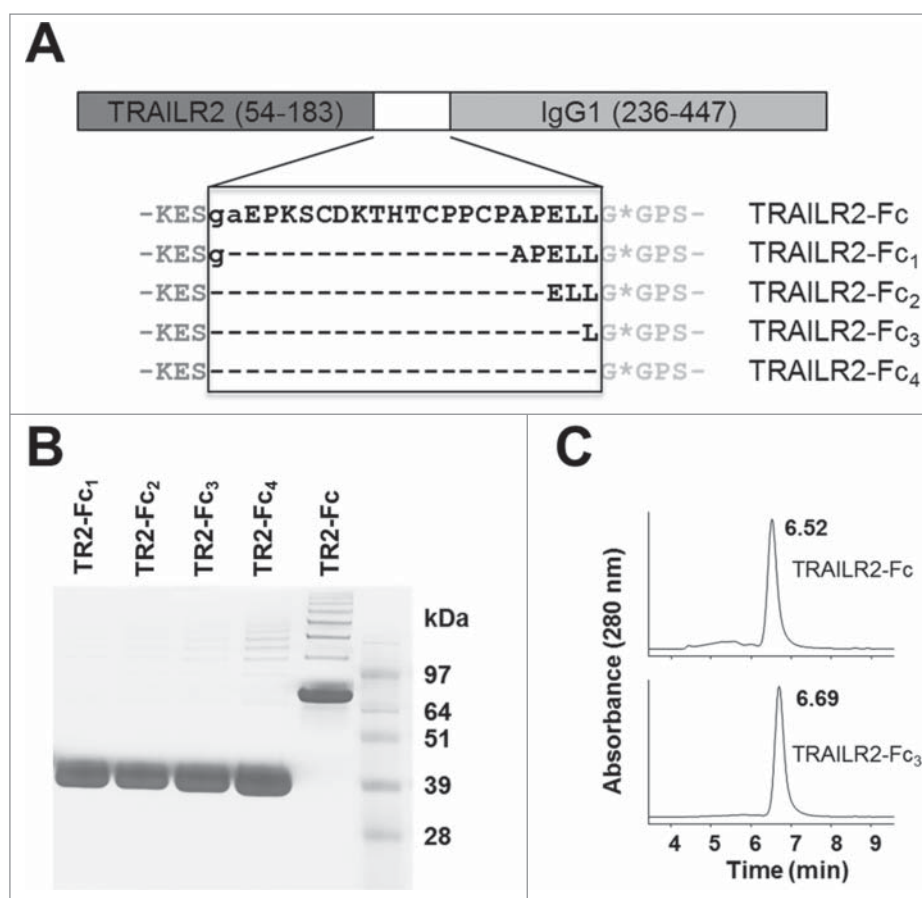 A
TRAILR2 (54-183) IgG1 (236-447)
-KESgaEPKSCDKTHTCPPCPAPELLG*GPS- TRAILR2-Fc
-KESg----------------APELLG*GPS- TRAILR2-Fc₁
-KES-------------------ELLG*GPS- TRAILR2-Fc₂
-KES---------------------LG*GPS- TRAILR2-Fc₃
-KES----------------------G*GPS- TRAILR2-Fc₄
B
TR2-Fc₁
TR2-Fc₂
TR2-Fc₃
TR2-Fc₄
TR2-Fc
kDa
97
64
51
39
28
C
Absorbance (280 nm)
6.52
TRAILR2-Fc
6.69
TRAILR2-Fc₃
4 5 6 7 8 9
Time (min)